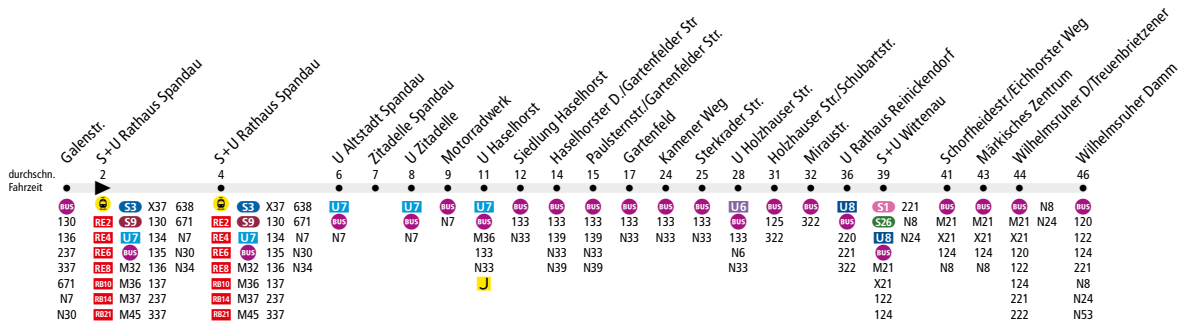 Galenstr.
S+U Rathaus Spandau
S+U Rathaus Spandau
U Altstadt Spandau
Zitadelle Spandau
U Zitadelle
Motorradwerk
U Haselhorst
Siedlung Haselhorst
Haselhorster D./Gartenfelder Str
Paulsternstr./Gartenfelder Str.
Gartenfeld
Kamener Weg
Sterkrader Str.
U Holzhauser Str.
Holzhauser Str./Schubartstr.
Miraustr.
U Rathaus Reinickendorf
S+U Wittenau
Schorfheidestr./Eichhorster Weg
Märkisches Zentrum
Wilhelmsruher D/Treuenbrietzener
Wilhelmsruher Damm
durchschn. 2 4 6 7 8 9 11 12 14 15 17 24 25 28 31 32 36 39 41 43 44 46
Fahrzeit
BUS S3 X37 638 S3 X37 638 U7 U7 BUS U7 BUS BUS BUS BUS BUS BUS U6 BUS BUS U8 S1 221 BUS BUS BUS N8 BUS
130 RE2 S9 130 671 RE2 S9 130 671 BUS BUS N7 BUS 133 133 133 133 133 133 BUS 125 322 BUS S26 N8 M21 M21 M21 N24 120
136 RE4 U7 134 N7 RE4 U7 134 N7 N7 N7 M36 N33 139 139 N33 N33 N33 133 322 220 U8 N24 X21 X21 X21 122
237 RE6 BUS 135 N30 RE6 BUS 135 N30 133 N33 N33 N6 221 BUS 124 124 120 124
337 RE8 M32 136 N34 RE8 M32 136 N34 N33 N39 N39 N33 322 M21 N8 N8 122 221
671 RB10 M36 137 RB10 M36 137 J X21 124 N8
N7 RB14 M37 237 RB14 M37 237 122 221 N24
N30 RB21 M45 337 RB21 M45 337 124 222 N53